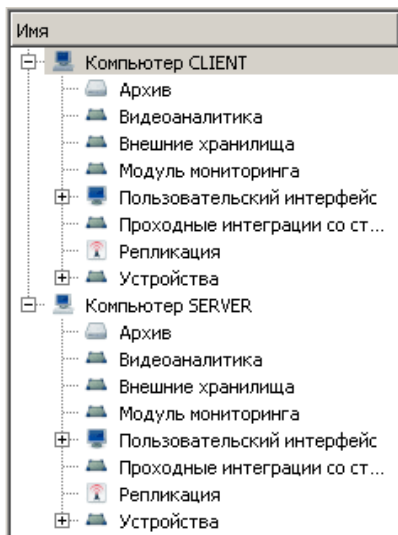 Имя
Компьютер CLIENT
Архив
Видеоаналитика
Внешние хранилища
Модуль мониторинга
Пользовательский интерфейс
Проходные интеграции со ст...
Репликация
Устройства
Компьютер SERVER
Архив
Видеоаналитика
Внешние хранилища
Модуль мониторинга
Пользовательский интерфейс
Проходные интеграции со ст...
Репликация
Устройства